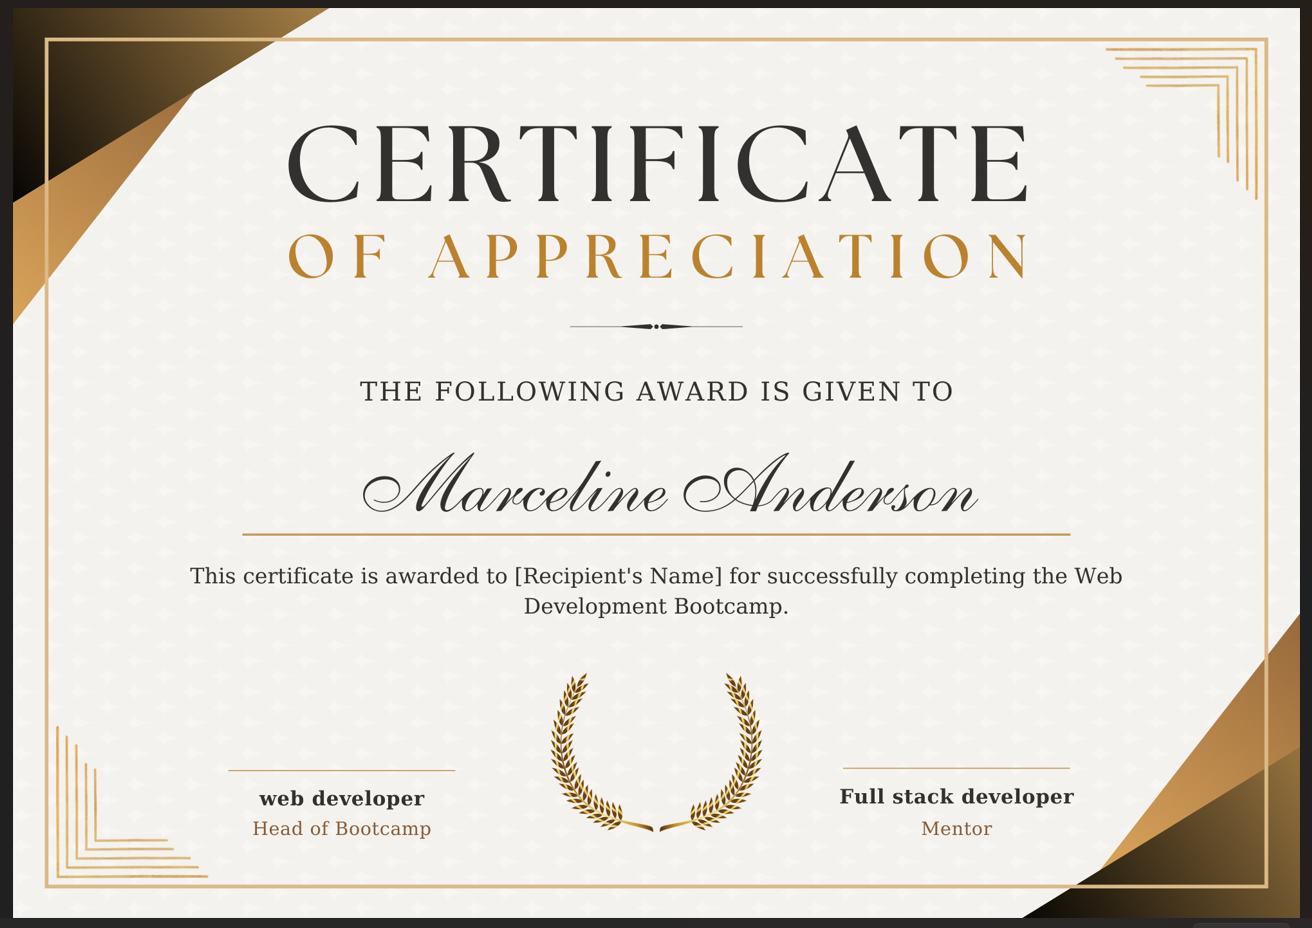 CERTIFICATE
OF APPRECIATION
THE FOLLOWING AWARD IS GIVEN TO
Marceline Anderson
This certificate is awarded to [Recipient's Name] for successfully completing the Web
Development Bootcamp.
web developer
Head of Bootcamp
Full stack developer
Mentor